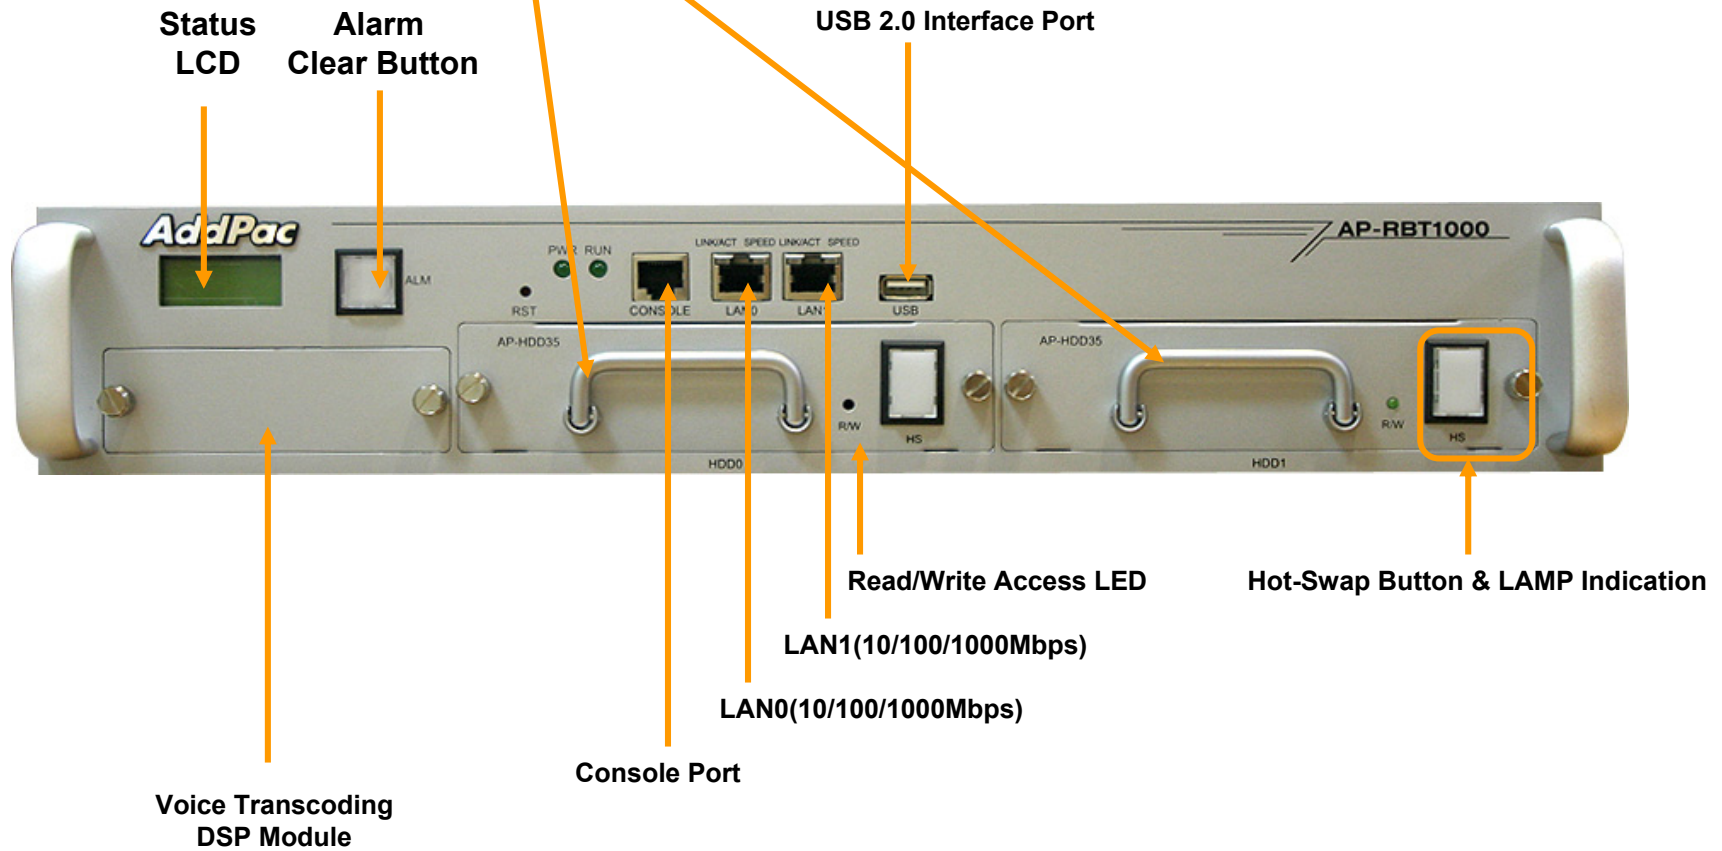 Status
LCD
Alarm
Clear Button
USB 2.0 Interface Port
AddPac
AP-RBT1000
ALM
PWR RUN
LINK/ACT SPEED LINK/ACT SPEED
RST
CONSOLE
LAN0
LAN1
USB
AP-HDD35
R/W
HS
HDD0
AP-HDD35
R/W
HS
HDD1
Read/Write Access LED
Hot-Swap Button & LAMP Indication
LAN1(10/100/1000Mbps)
LAN0(10/100/1000Mbps)
Console Port
Voice Transcoding
DSP Module